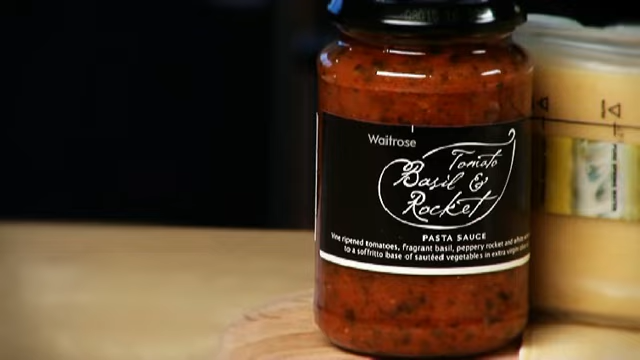 Waitrose
Tomato
Basil &
Rocket
PASTA SAUCE
Vine ripened tomatoes, fragrant basil, peppery rocket and white
to a soffritto base of sautéed vegetables in extra virgin